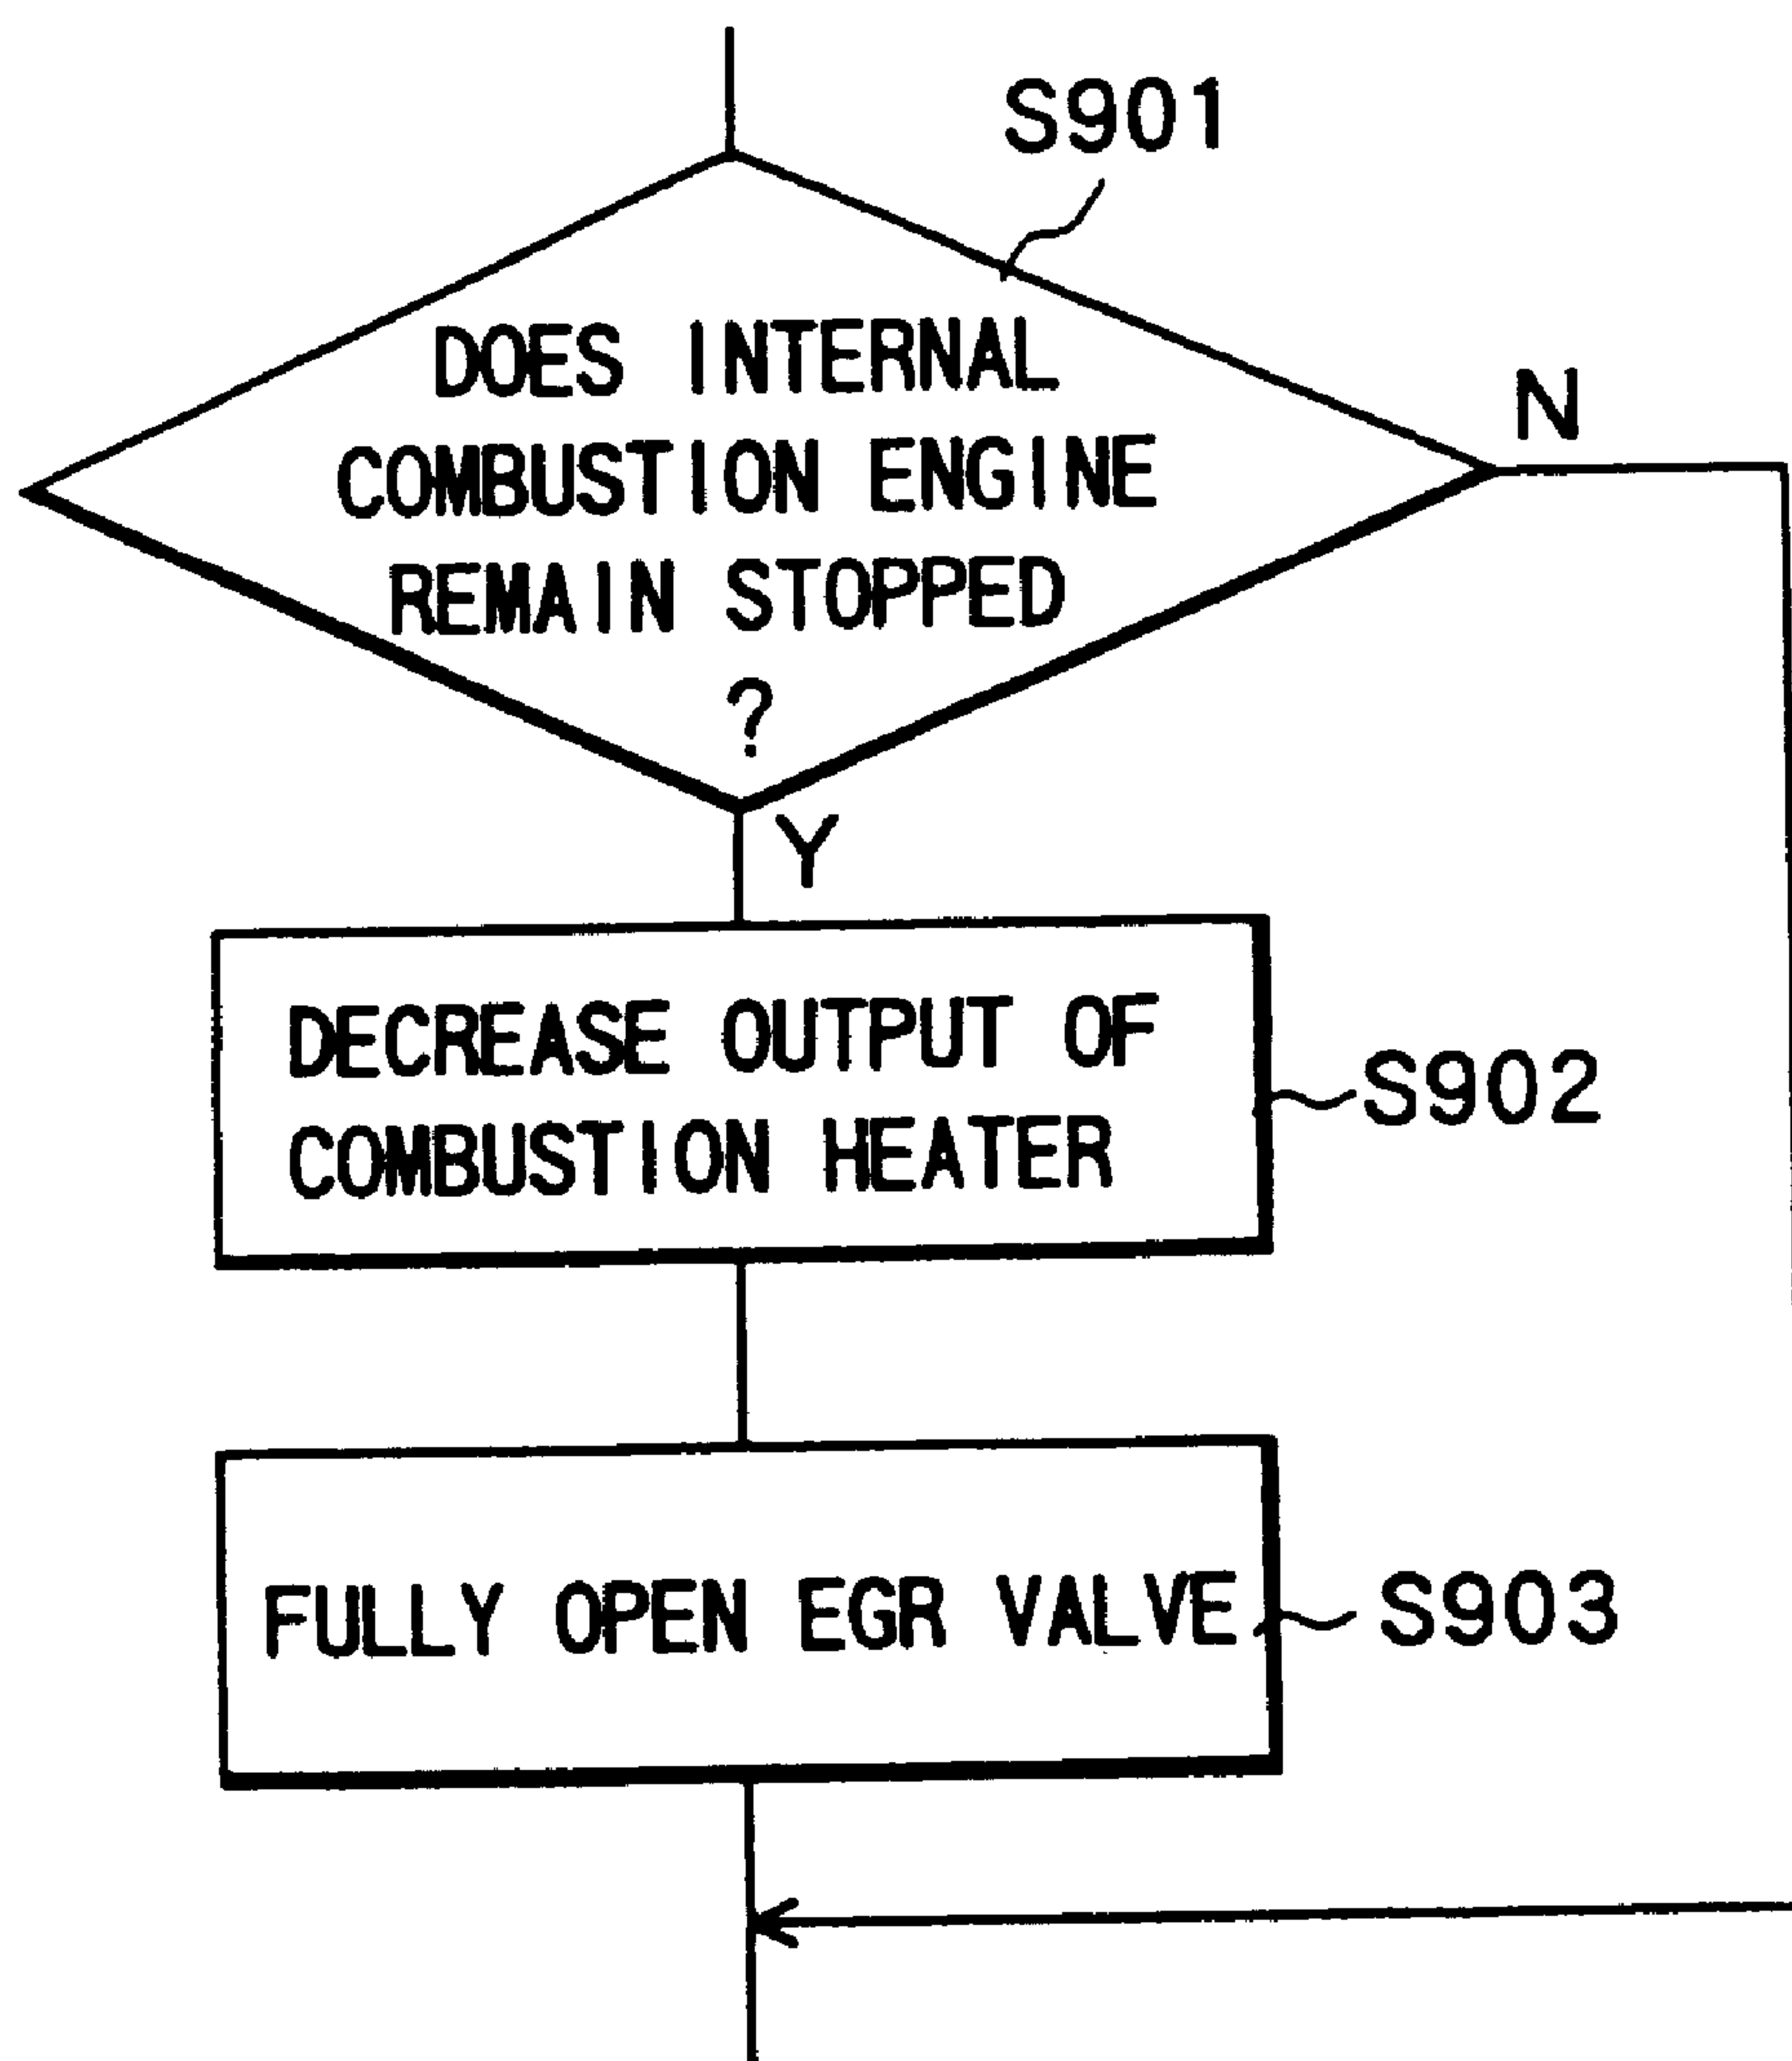 S901
DOES INTERNAL
COMBUSTION ENGINE
REMAIN STOPPED
?
N
Y
DECREASE OUTPUT OF
COMBUSTION HEATER
S902
FULLY OPEN EGR VALVE
S903